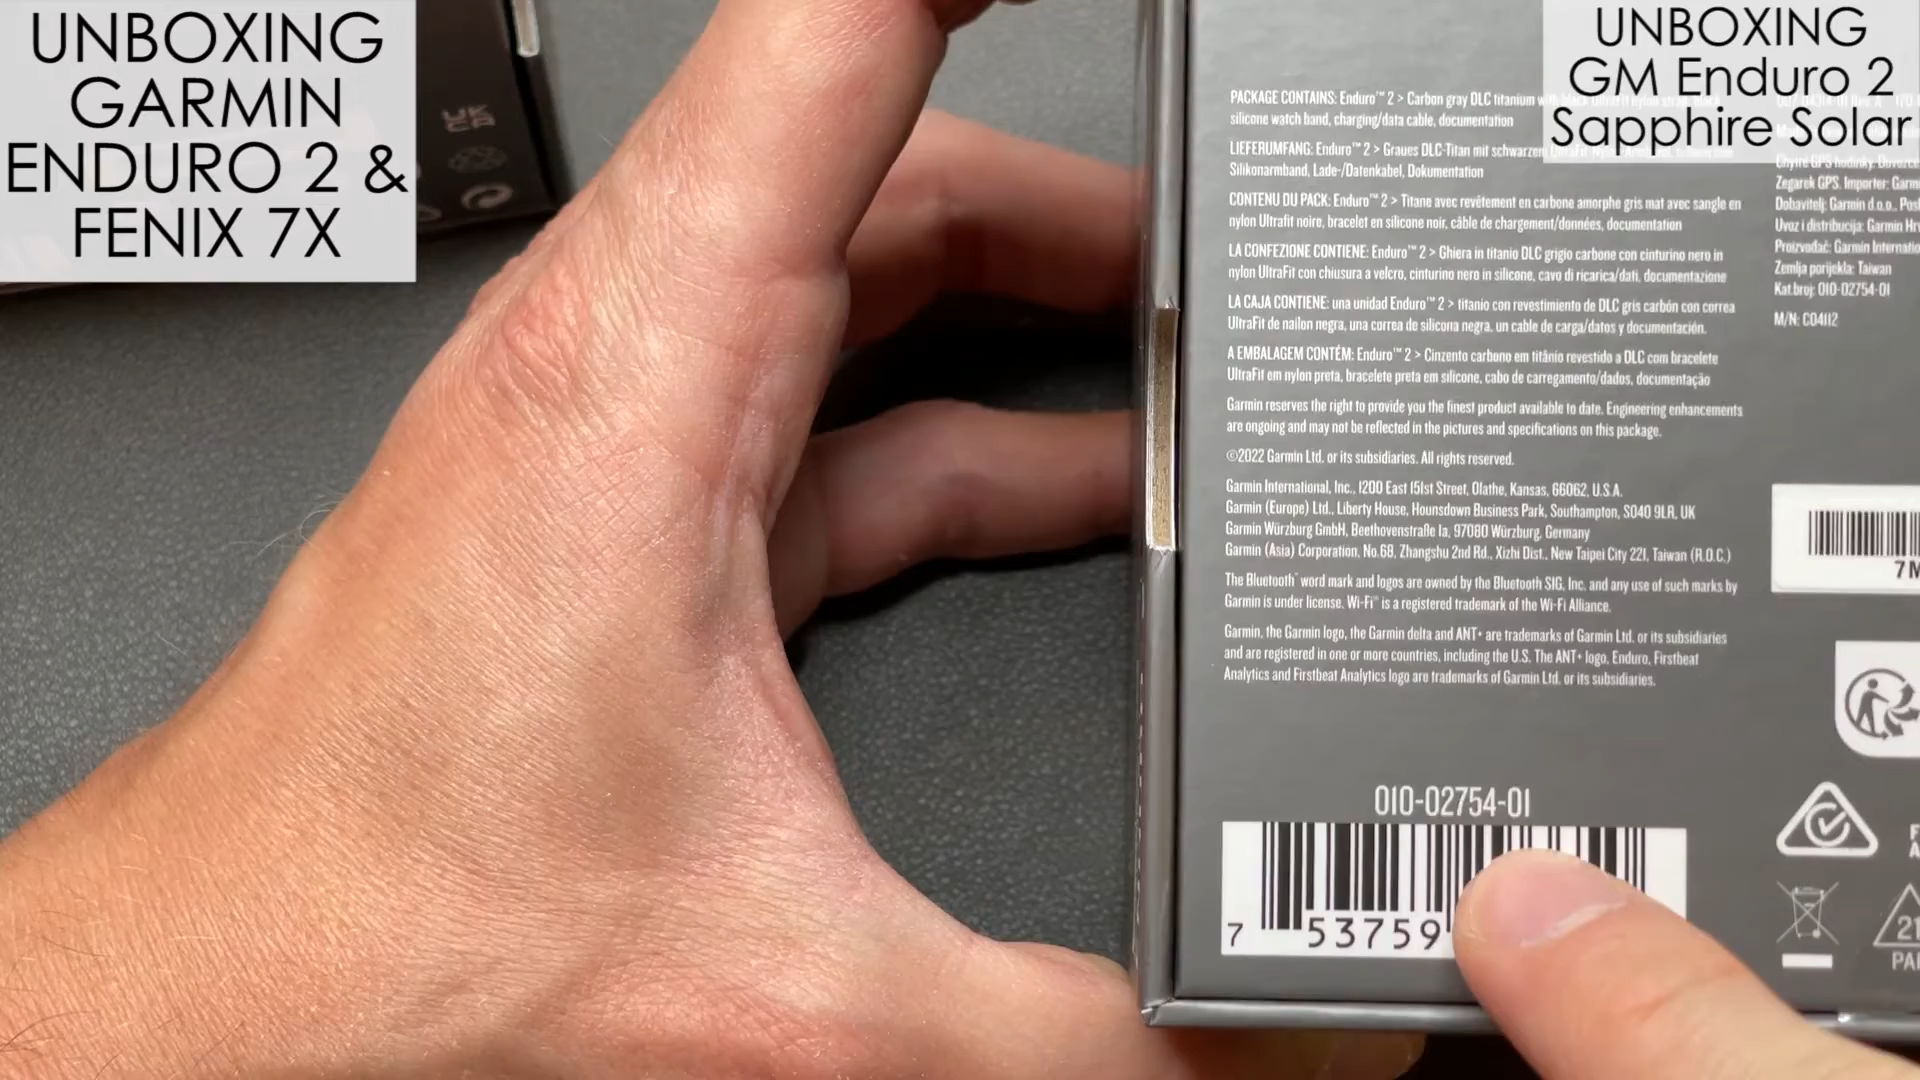 UNBOXING
GARMIN
ENDURO 2 &
FENIX 7X
UNBOXING
GM Enduro 2
Sapphire Solar
PACKAGE CONTAINS: Enduro™ 2 > Carbon gray DLC titanium
silicone watch band, charging/data cable, documentation
LIEFERUMFANG: Enduro™ 2 > Graues DLC-Titan mit schwarzen
Silikonarmband, Lade-/Datenkabel, Dokumentation
CONTENU DU PACK: Enduro™ 2 > Titane avec revêtement en carbone amorphe gris mat avec sangle en
nylon Ultrafit noire, bracelet en silicone noir, câble de chargement/données, documentation
LA CONFEZIONE CONTIENE: Enduro™ 2 > Ghiera in titanio DLC grigio carbone con cinturino nero in
nylon UltraFit con chiusura a velcro, cinturino nero in silicone, cavo di ricarica/dati, documentazione
LA CAJA CONTIENE: una unidad Enduro™ 2 > titanio con revestimiento de DLC gris carbón con correa
UltraFit de nailon negra, una correa de silicona negra, un cable de carga/datos y documentación.
A EMBALAGEM CONTÉM: Enduro™ 2 > Cinzento carbono em titânio revestido a DLC com bracelete
UltraFit em nylon preta, bracelete preta em silicone, cabo de carregamento/dados, documentação
Garmin reserves the right to provide you the finest product available to date. Engineering enhancements
are ongoing and may not be reflected in the pictures and specifications on this package.
©2022 Garmin Ltd. or its subsidiaries. All rights reserved.
Garmin International, Inc., 1200 East 151st Street, Olathe, Kansas, 66062, U.S.A.
Garmin (Europe) Ltd., Liberty House, Hounsdown Business Park, Southampton, SO40 9LR, UK
Garmin Würzburg GmbH, Beethovenstraße 1a, 97080 Würzburg, Germany
Garmin (Asia) Corporation, No.68, Zhangshu 2nd Rd., Xizhi Dist., New Taipei City 221, Taiwan (R.O.C.)
The Bluetooth® word mark and logos are owned by the Bluetooth SIG, Inc. and any use of such marks by
Garmin is under license. Wi-Fi® is a registered trademark of the Wi-Fi Alliance.
Garmin, the Garmin logo, the Garmin delta and ANT+ are trademarks of Garmin Ltd. or its subsidiaries
and are registered in one or more countries, including the U.S. The ANT+ logo, Enduro, Firstbeat
Analytics and Firstbeat Analytics logo are trademarks of Garmin Ltd. or its subsidiaries.
010-02754-01
7 53759
Chytré GPS hodinky. Dovozce
Zegarek GPS. Importer: Garm
Dobavitelj: Garmin d.o.o., Pos
Uvoz i distribucija: Garmin Hr
Proizvođač: Garmin Internatio
Zemlja porijekla: Taiwan
Kat.broj: 010-02754-01
M/N: C04112
7M
21
PA
UK
CA